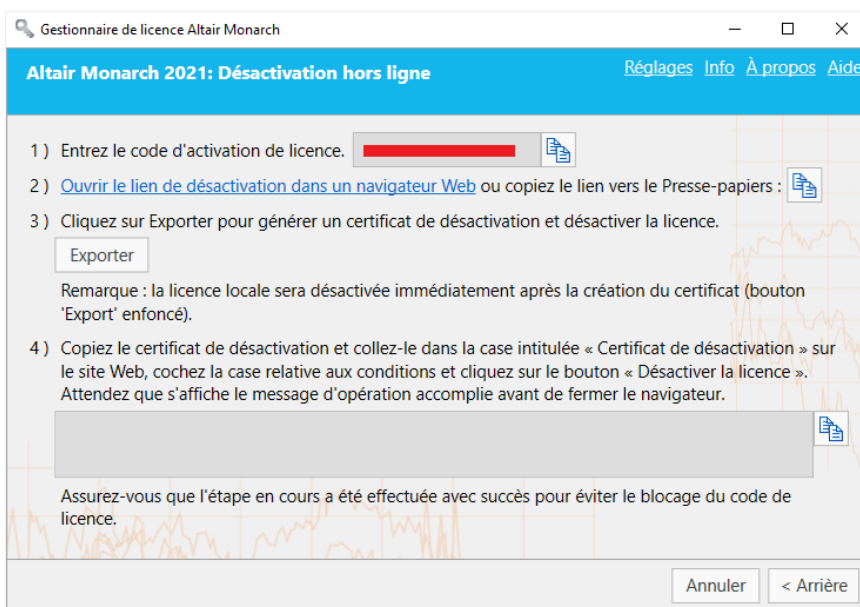 Gestionnaire de licence Altair Monarch
Altair Monarch 2021: Désactivation hors ligne
Réglages Info À propos Aide
1 ) Entrez le code d'activation de licence.
2 ) Ouvrir le lien de désactivation dans un navigateur Web ou copiez le lien vers le Presse-papiers :
3 ) Cliquez sur Exporter pour générer un certificat de désactivation et désactiver la licence.
Exporter
Remarque : la licence locale sera désactivée immédiatement après la création du certificat (bouton
'Export' enfoncé).
4 ) Copiez le certificat de désactivation et collez-le dans la case intitulée « Certificat de désactivation » sur
le site Web, cochez la case relative aux conditions et cliquez sur le bouton « Désactiver la licence ».
Attendez que s'affiche le message d'opération accomplie avant de fermer le navigateur.
Assurez-vous que l'étape en cours a été effectuée avec succès pour éviter le blocage du code de
licence.
Annuler
< Arrière